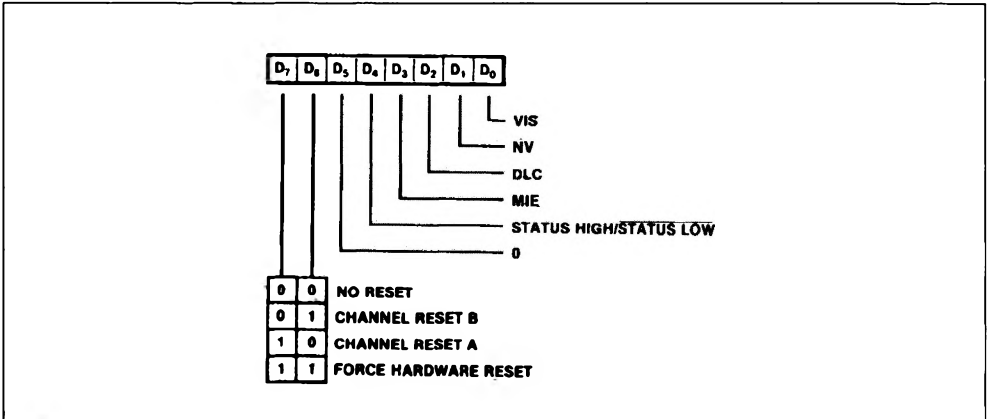 D₇ D₆ D₅ D₄ D₃ D₂ D₁ D₀
VIS
NV
DLC
MIE
STATUS HIGH/STATUS LOW
0
0 0 NO RESET
0 1 CHANNEL RESET B
1 0 CHANNEL RESET A
1 1 FORCE HARDWARE RESET